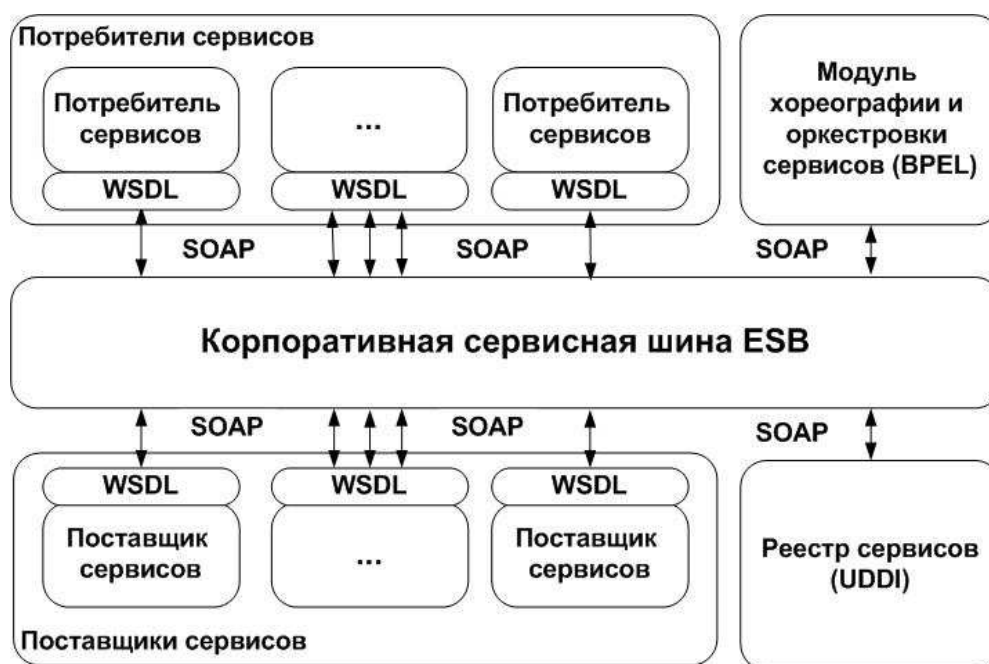 Потребители сервисов
Потребитель
сервисов
WSDL
...
WSDL
Потребитель
сервисов
WSDL
Модуль
хореографии и
оркестровки
сервисов (BPEL)
SOAP
SOAP
SOAP
Корпоративная сервисная шина ESB
SOAP
SOAP
SOAP
WSDL
Поставщик
сервисов
WSDL
...
WSDL
Поставщик
сервисов
Поставщики сервисов
Реестр сервисов
(UDDI)